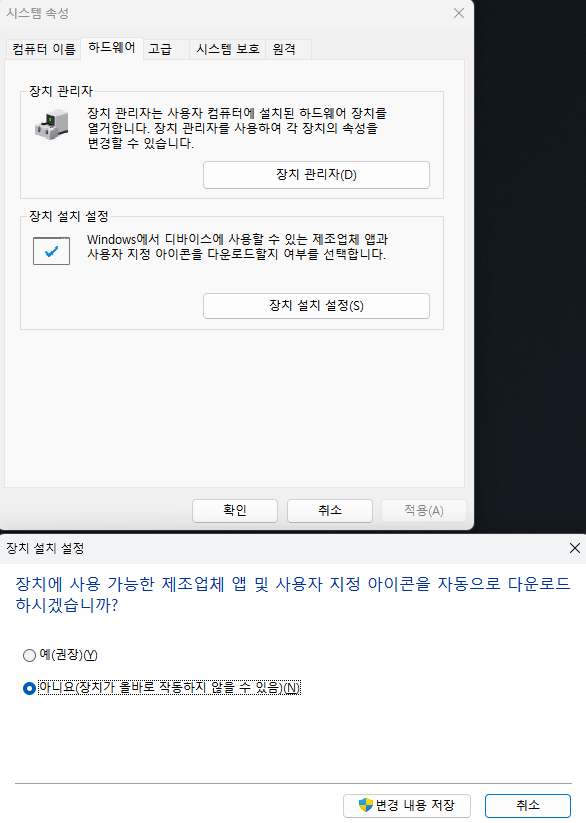 시스템 속성
컴퓨터 이름 하드웨어 고급 시스템 보호 원격
장치 관리자
장치 관리자는 사용자 컴퓨터에 설치된 하드웨어 장치를
열거합니다. 장치 관리자를 사용하여 각 장치의 속성을
변경할 수 있습니다.
장치 관리자(D)
장치 설치 설정
Windows에서 디바이스에 사용할 수 있는 제조업체 앱과
사용자 지정 아이콘을 다운로드할지 여부를 선택합니다.
장치 설치 설정(S)
확인 취소 적용(A)
장치 설치 설정
장치에 사용 가능한 제조업체 앱 및 사용자 지정 아이콘을 자동으로 다운로드
하시겠습니까?
예(권장)(Y)
아니요(장치가 올바로 작동하지 않을 수 있음)(N)
변경 내용 저장 취소